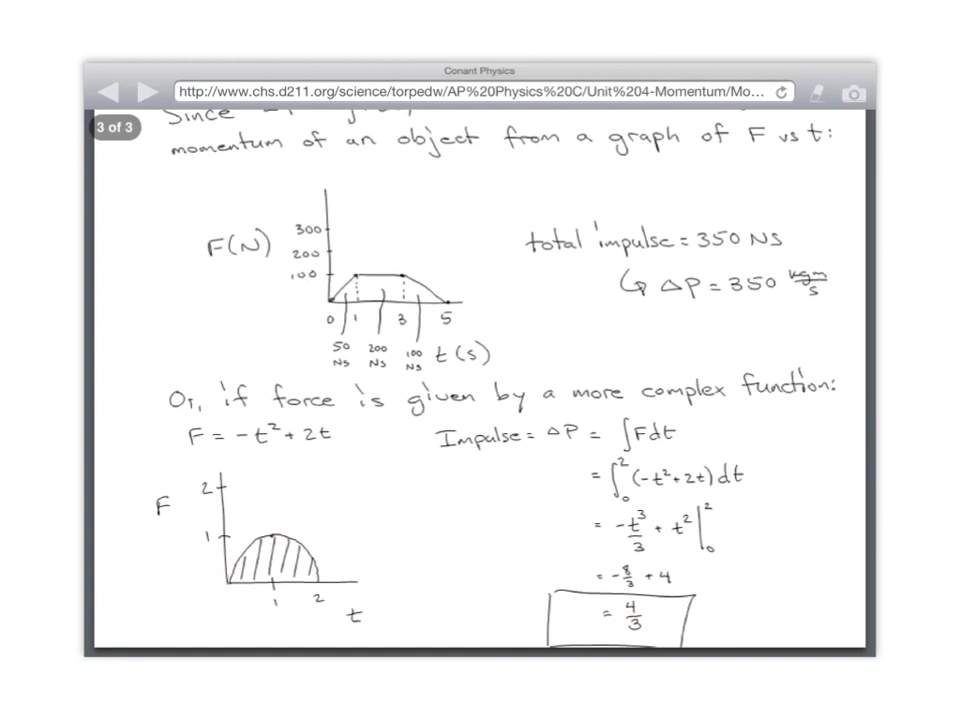 Conant Physics
http://www.chs.d211.org/science/torpedw/AP%20Physics%20C/Unit%204-Momentum/Mo...
3 of 3
Since
momentum of an object from a graph of F vs t:
F(N)
300
200
100
0 1 3 5
50 Ns
200 Ns
100 Ns
t (s)
total impulse = 350 NS
↳ ΔP = 350 kgm/s
Or, if force is given by a more complex function:
F = -t² + 2t
Impulse = ΔP = ∫Fdt
= ∫₀² (-t² + 2t) dt
= -t³/3 + t² |₀²
= -8/3 + 4
= 4/3
F
2
1
1 2
t